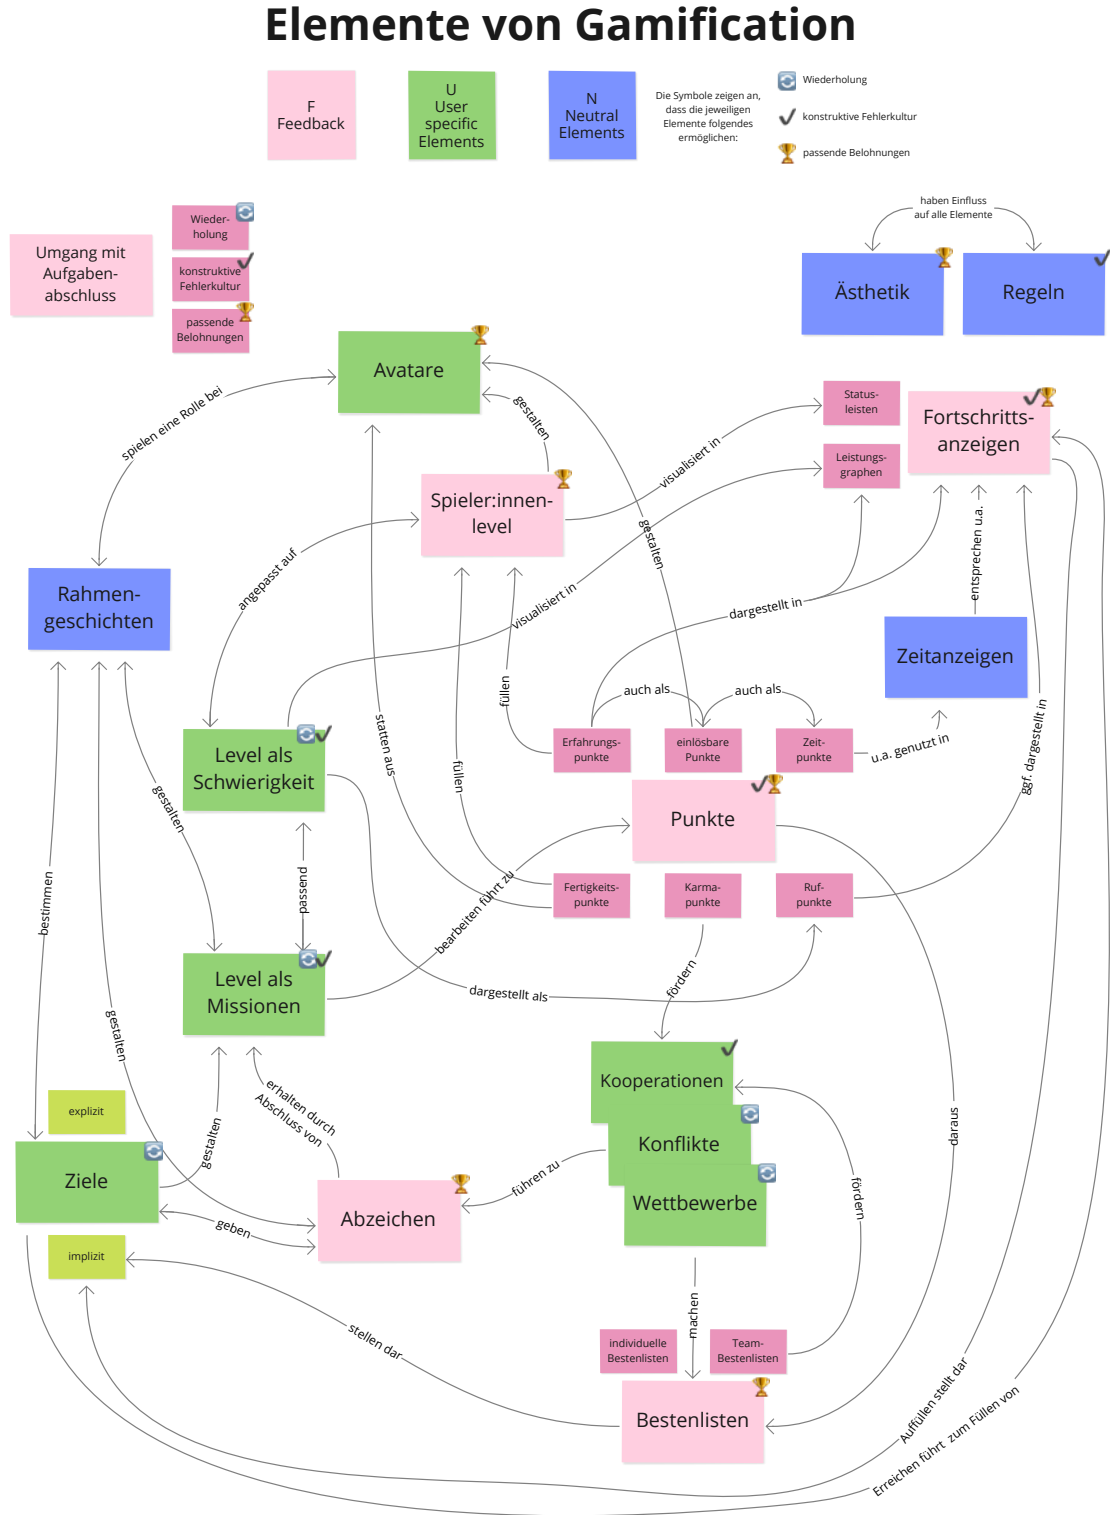 Elemente von Gamification
F
Feedback
U
User
specific
Elements
N
Neutral
Elements
Die Symbole zeigen an,
dass die jeweiligen
Elemente folgendes
ermöglichen:
Wiederholung
konstruktive Fehlerkultur
passende Belohnungen
haben Einfluss
auf alle Elemente
Umgang mit
Aufgaben-
abschluss
Wieder-
holung
konstruktive
Fehlerkultur
passende
Belohnungen
Ästhetik
Regeln
Avatare
spielen eine Rolle bei
gestalten
Status-
leisten
Leistungs-
graphen
Fortschritts-
anzeigen
visualisiert in
Spieler:innen-
level
gestalten
angepasst auf
visualisiert in
dargestellt in
entsprechen u.a.
Rahmen-
geschichten
Zeitanzeigen
füllen
auch als
auch als
statten aus
Erfahrungs-
punkte
einlösbare
Punkte
Zeit-
punkte
u.a. genutzt in
ggf. dargestellt in
Level als
Schwierigkeit
füllen
gestalten
Punkte
bestimmen
passend
bearbeiten führt zu
Fertigkeits-
punkte
Karma-
punkte
Ruf-
punkte
Level als
Missionen
dargestellt als
fördern
gestalten
erhalten durch
Abschluss von
Kooperationen
explizit
gestalten
Konflikte
daraus
Ziele
führen zu
Wettbewerbe
fördern
geben
Abzeichen
implizit
stellen dar
machen
individuelle
Bestenlisten
Team-
Bestenlisten
Bestenlisten
Auffüllen stellt dar
Erreichen führt zum Füllen von